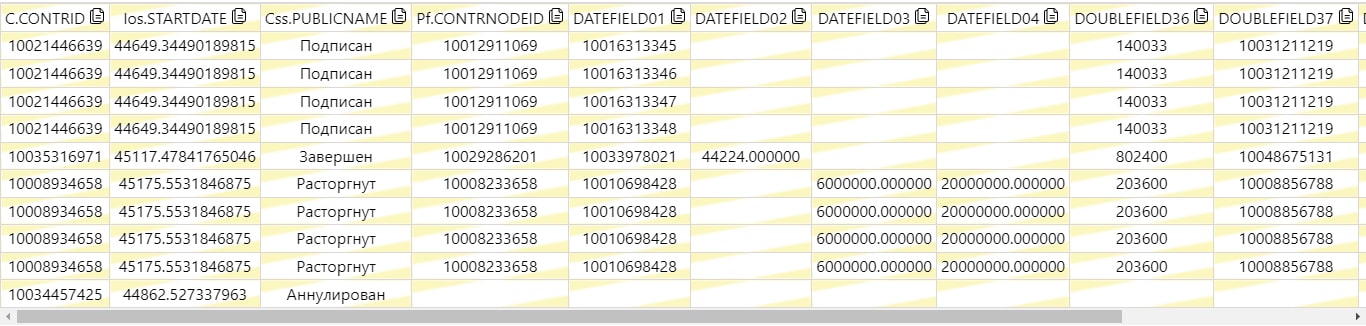 C.CONTRID Ios.STARTDATE Css.PUBLICNAME Pf.CONTRNODEID DATEFIELD01 DATEFIELD02 DATEFIELD03 DATEFIELD04 DOUBLEFIELD36 DOUBLEFIELD37
10021446639 44649.34490189815 Подписан 10012911069 10016313345 140033 10031211219
10021446639 44649.34490189815 Подписан 10012911069 10016313346 140033 10031211219
10021446639 44649.34490189815 Подписан 10012911069 10016313347 140033 10031211219
10021446639 44649.34490189815 Подписан 10012911069 10016313348 140033 10031211219
10035316971 45117.47841765046 Завершен 10029286201 10033978021 44224.000000 802400 10048675131
10008934658 45175.5531846875 Расторгнут 10008233658 10010698428 6000000.000000 20000000.000000 203600 10008856788
10008934658 45175.5531846875 Расторгнут 10008233658 10010698428 6000000.000000 20000000.000000 203600 10008856788
10008934658 45175.5531846875 Расторгнут 10008233658 10010698428 6000000.000000 20000000.000000 203600 10008856788
10008934658 45175.5531846875 Расторгнут 10008233658 10010698428 6000000.000000 20000000.000000 203600 10008856788
10034457425 44862.527337963 Аннулирован